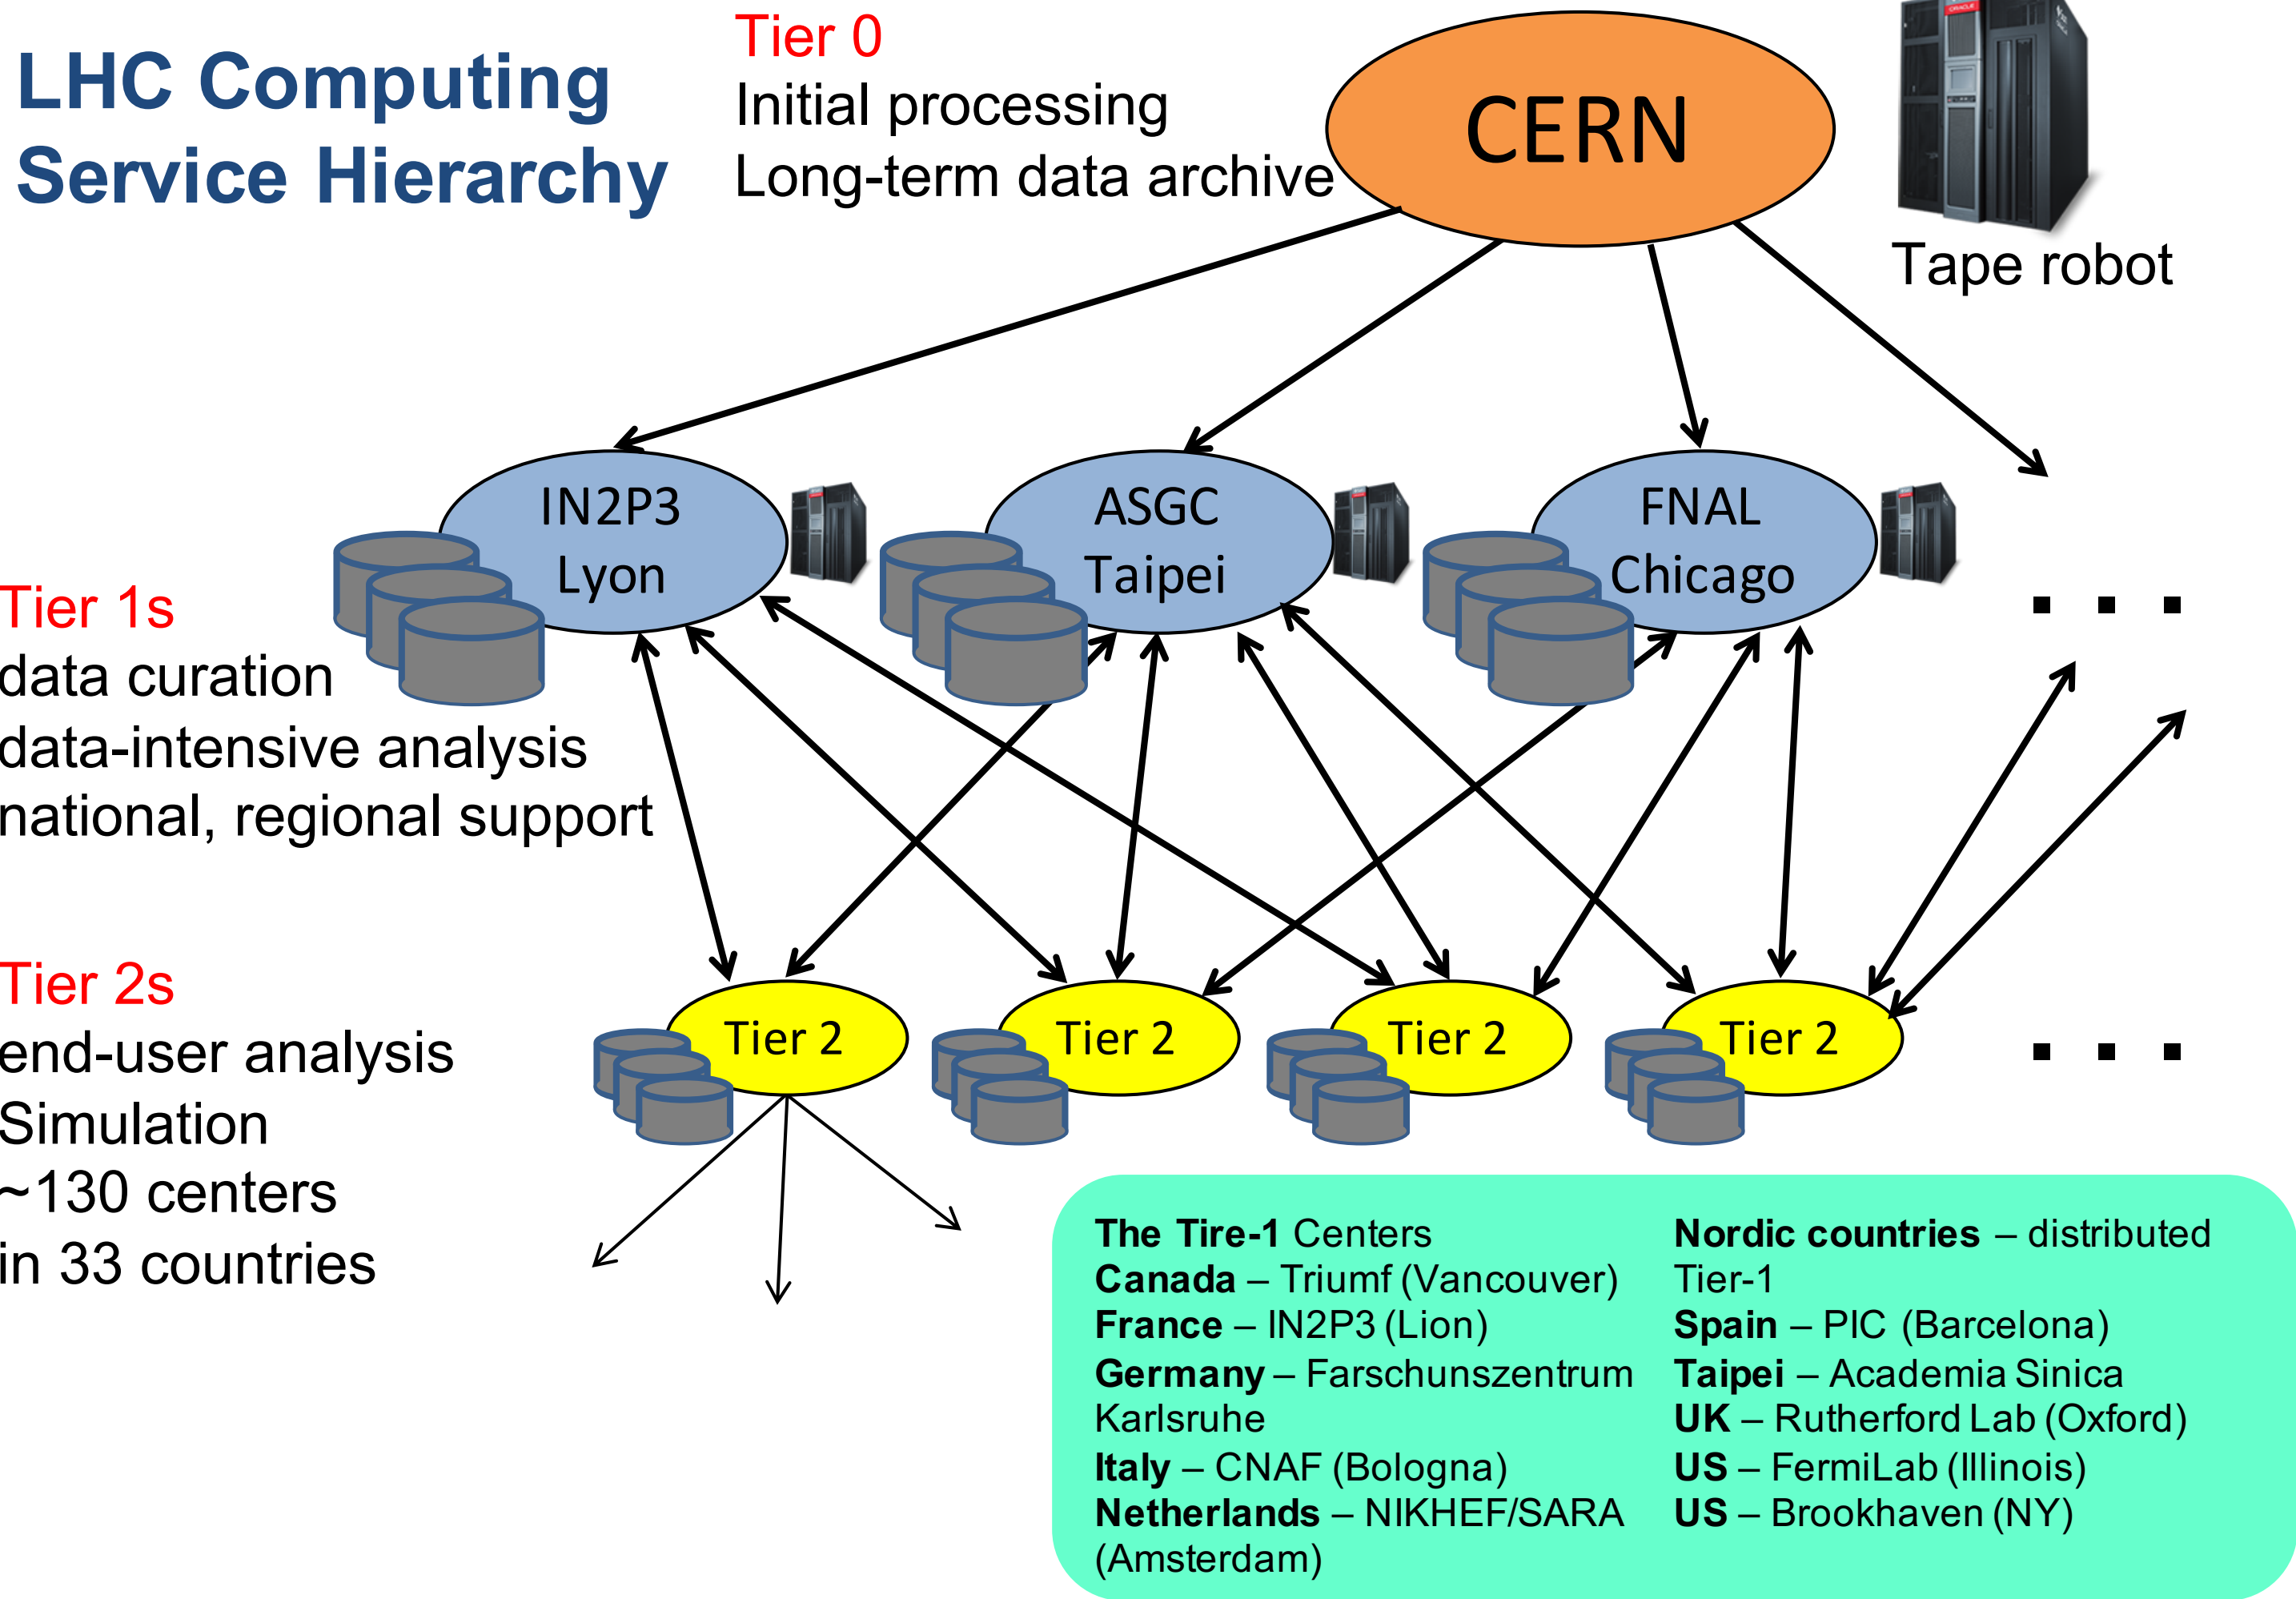 LHC Computing
Service Hierarchy
Tier 0
Initial processing
Long-term data archive
CERN
ORACLE
Tape robot
IN2P3
Lyon
ASGC
Taipei
FNAL
Chicago
. . .
Tier 1s
data curation
data-intensive analysis
national, regional support
Tier 2s
end-user analysis
Simulation
~130 centers
in 33 countries
Tier 2
Tier 2
Tier 2
Tier 2
. . .
The Tire-1 Centers
Canada – Triumf (Vancouver)
France – IN2P3 (Lion)
Germany – Farschunszentrum
Karlsruhe
Italy – CNAF (Bologna)
Netherlands – NIKHEF/SARA
(Amsterdam)
Nordic countries – distributed
Tier-1
Spain – PIC (Barcelona)
Taipei – Academia Sinica
UK – Rutherford Lab (Oxford)
US – FermiLab (Illinois)
US – Brookhaven (NY)